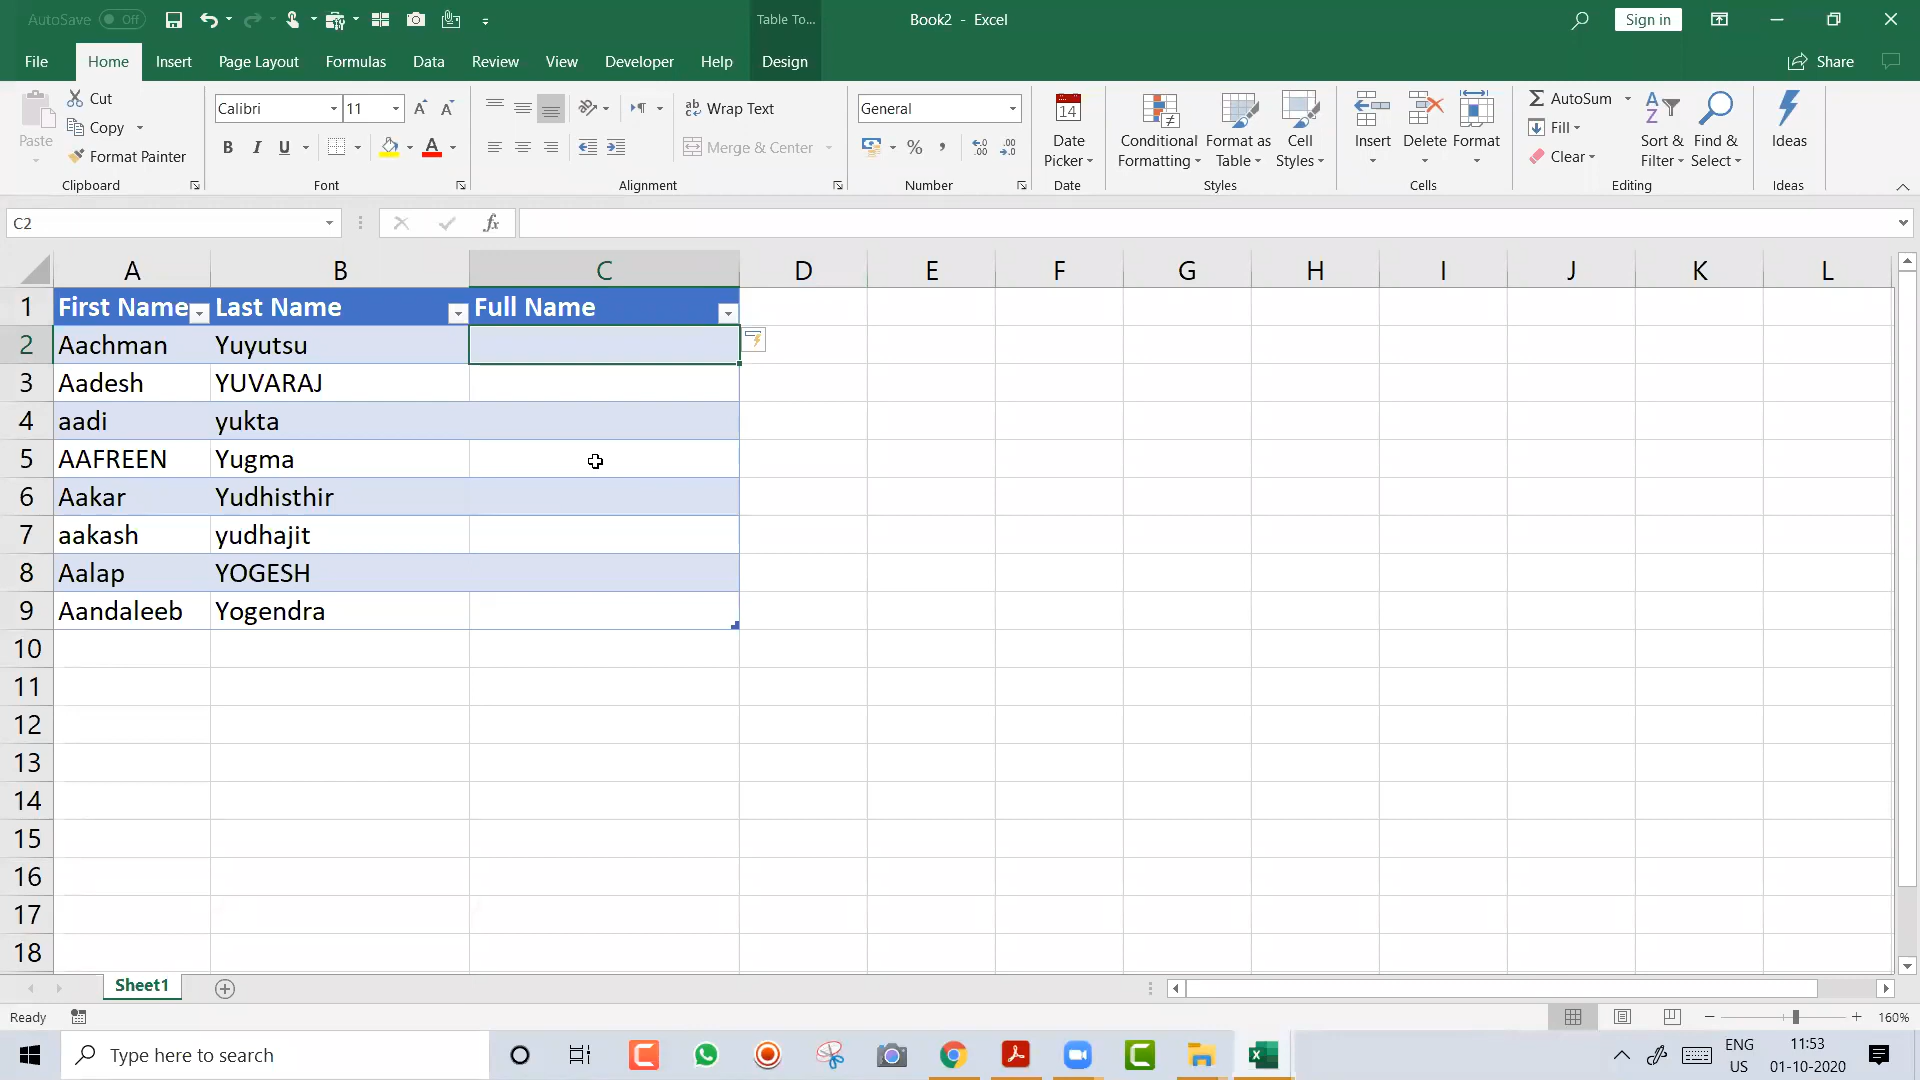 AutoSave Off Table To... Book2 - Excel Sign in
File Home Insert Page Layout Formulas Data Review View Developer Help Design Share
Paste
Cut
Copy
Format Painter
Clipboard
Calibri 11 A A
B I U A
Font
ab c Wrap Text
Merge & Center
Alignment
General
% , .0 .00 .00 .0
Number
14
Date
Picker
Date
Conditional
Formatting
Format as
Table
Cell
Styles
Styles
Insert Delete Format
Cells
AutoSum
Fill
Clear
Sort &
Filter
Find &
Select
Editing
Ideas
Ideas
C2 fx
A B C D E F G H I J K L
1 First Name Last Name Full Name
2 Aachman Yuyutsu
3 Aadesh YUVARAJ
4 aadi yukta
5 AAFREEN Yugma
6 Aakar Yudhisthir
7 aakash yudhajit
8 Aalap YOGESH
9 Aandaleeb Yogendra
10
11
12
13
14
15
16
17
18
Sheet1
Ready 160%
Type here to search
ENG
US
11:53
01-10-2020